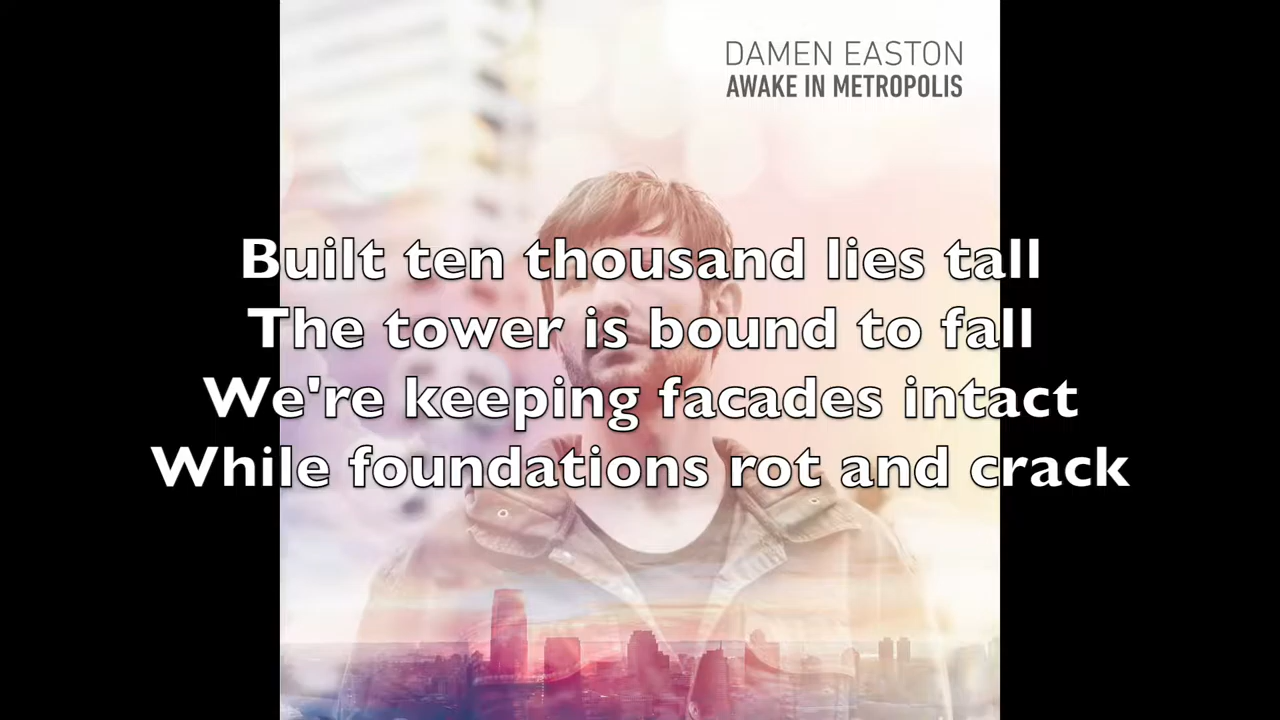 DAMEN EASTON
AWAKE IN METROPOLIS
Built ten thousand lies tall
The tower is bound to fall
We're keeping facades intact
While foundations rot and crack